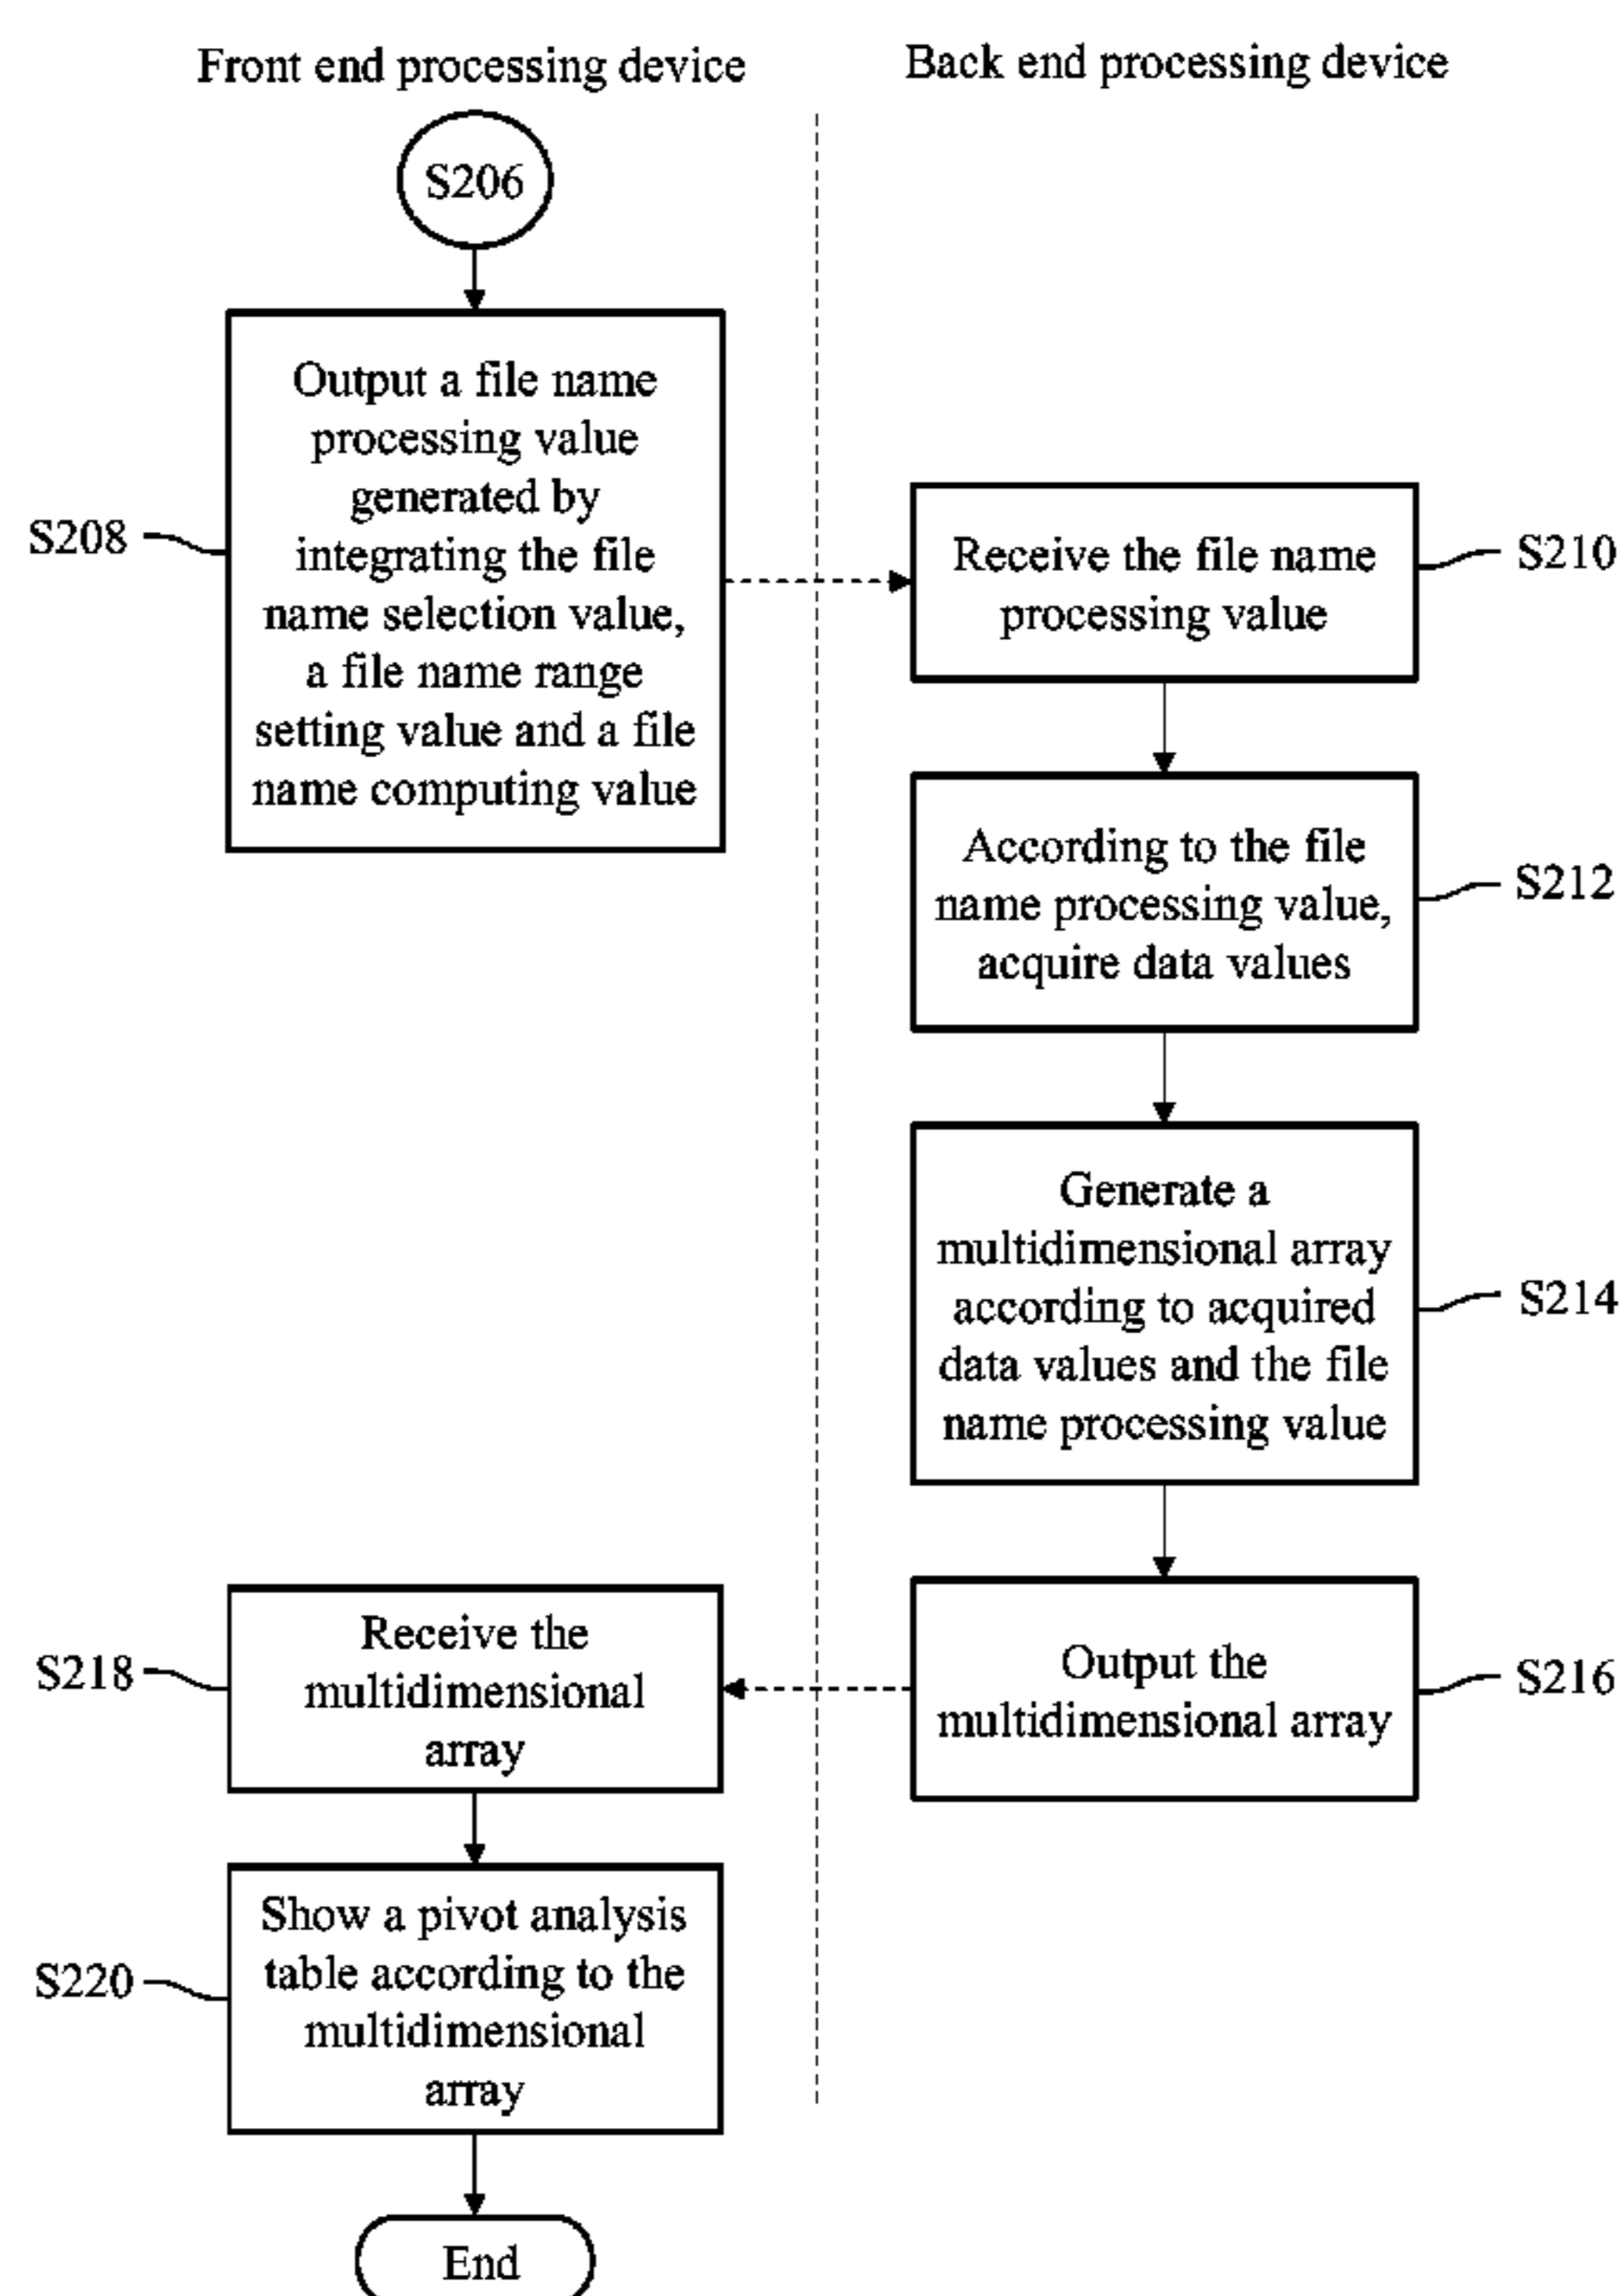 Front end processing device
Back end processing device
S206
Output a file name
processing value
generated by
integrating the file
name selection value,
a file name range
setting value and a file
name computing value
S208
Receive the file name
processing value
S210
According to the file
name processing value,
acquire data values
S212
Generate a
multidimensional array
according to acquired
data values and the file
name processing value
S214
Output the
multidimensional array
S216
Receive the
multidimensional
array
S218
Show a pivot analysis
table according to the
multidimensional
array
S220
End